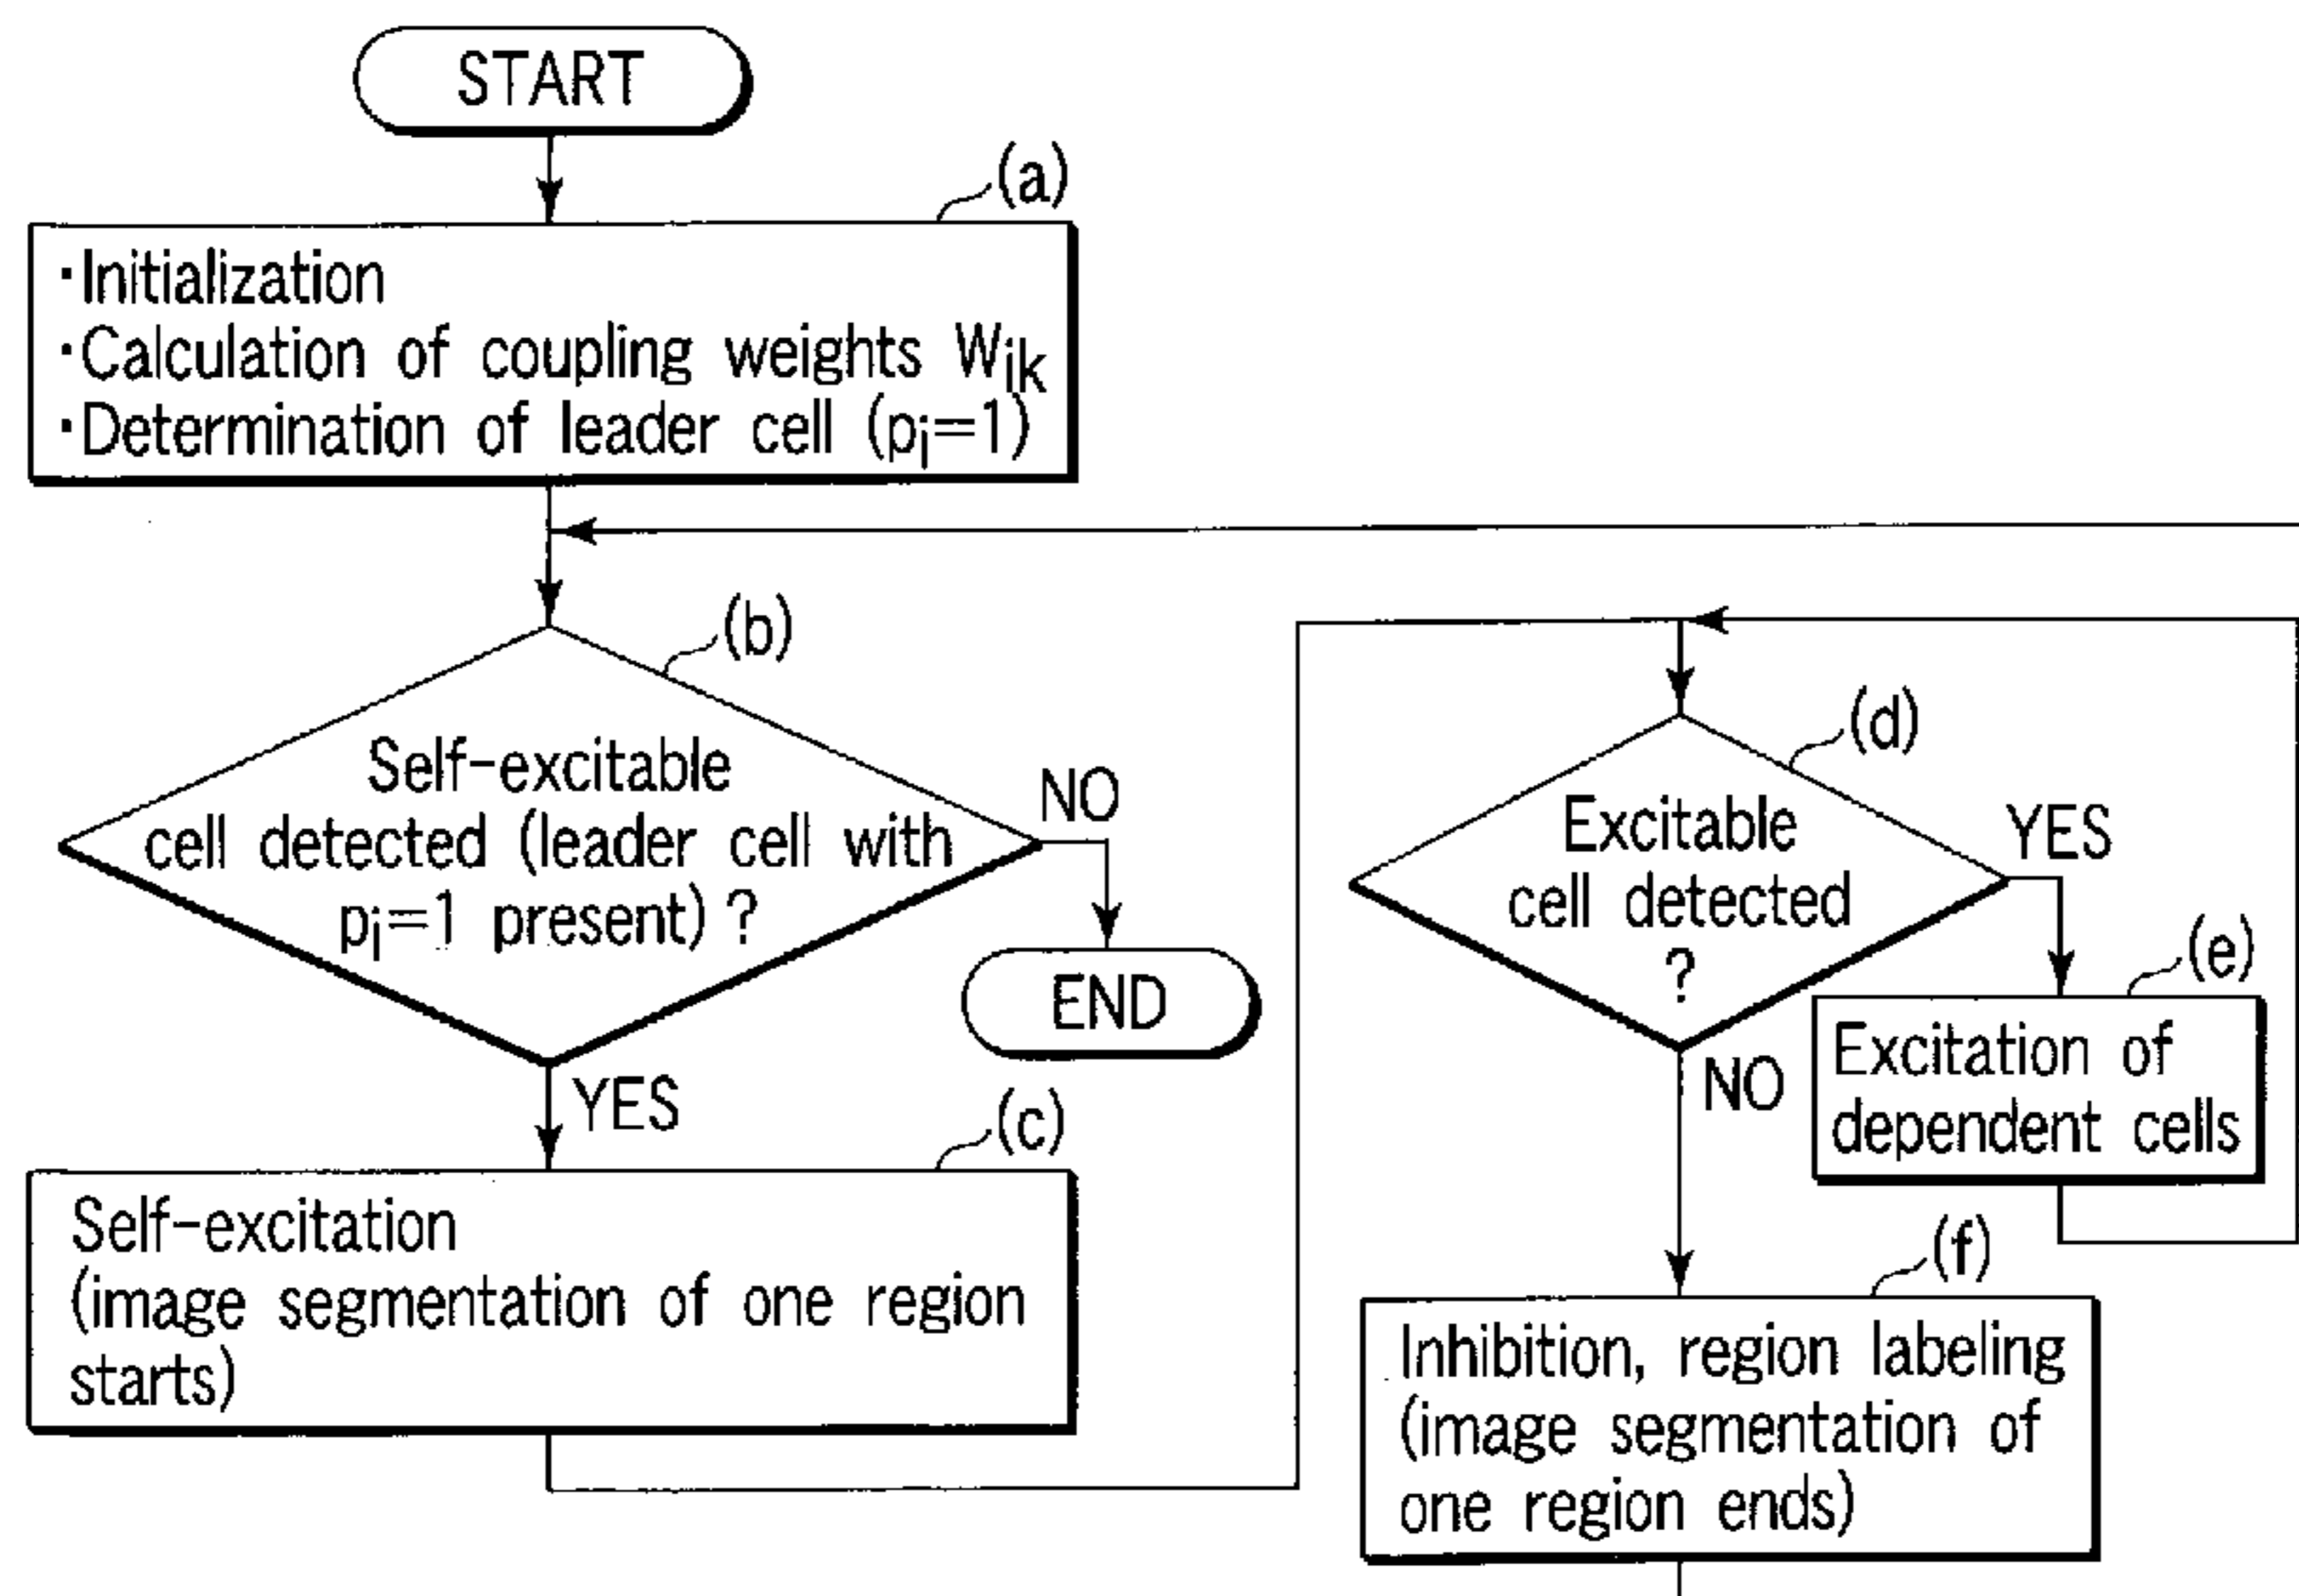 START
(a)
·Initialization
·Calculation of coupling weights Wik
·Determination of leader cell (pi=1)
(b)
Self-excitable
cell detected (leader cell with
pi=1 present) ?
NO
END
YES
(c)
Self-excitation
(image segmentation of one region
starts)
(d)
Excitable
cell detected
?
YES
(e)
Excitation of
dependent cells
NO
(f)
Inhibition, region labeling
(image segmentation of
one region ends)